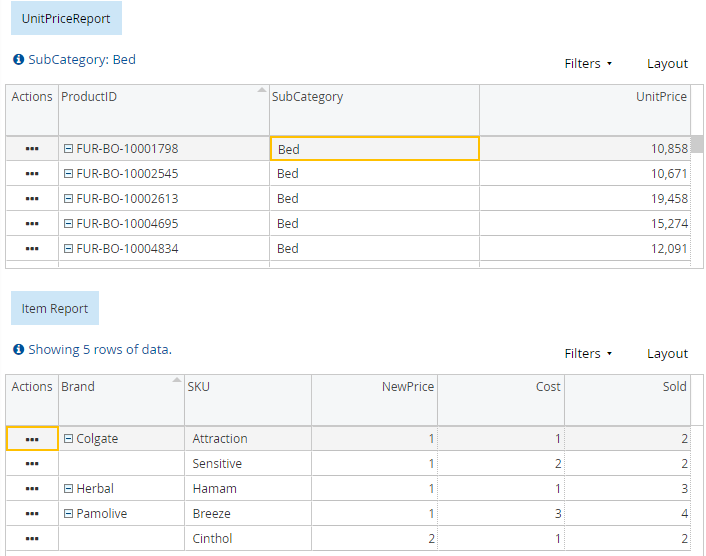 UnitPriceReport
SubCategory: Bed
Filters Layout
Actions ProductID SubCategory UnitPrice
••• FUR-BO-10001798 Bed 10,858
••• FUR-BO-10002545 Bed 10,671
••• FUR-BO-10002613 Bed 19,458
••• FUR-BO-10004695 Bed 15,274
••• FUR-BO-10004834 Bed 12,091
Item Report
Showing 5 rows of data.
Filters Layout
Actions Brand SKU NewPrice Cost Sold
••• Colgate Attraction 1 1 2
••• Sensitive 1 2 2
••• Herbal Hamam 1 1 3
••• Pamolive Breeze 1 3 4
••• Cinthol 2 1 2